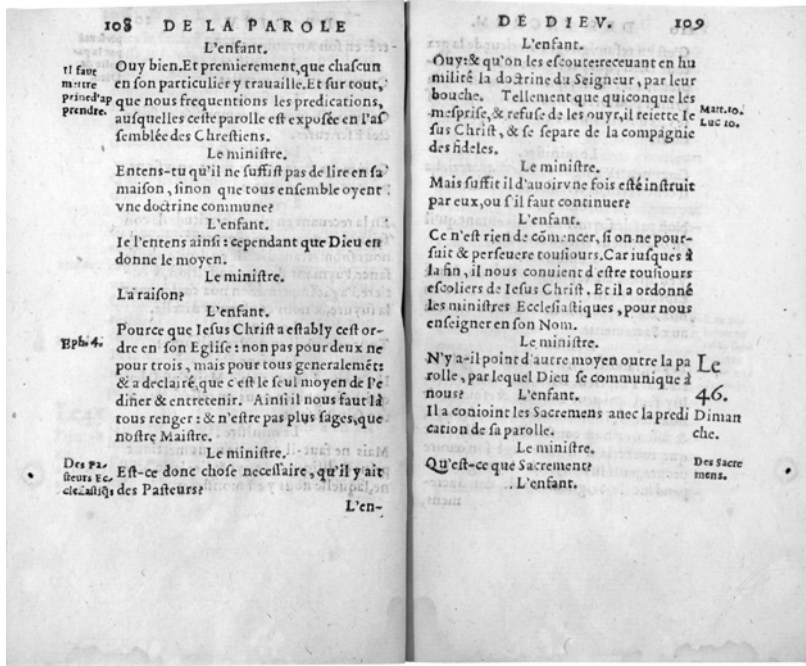 108 DE LA PAROLE
L'enfant.
Ouy bien. Et premierement, que chaſcun
en ſon particulier y trauaille. Et ſur tout,
que nous frequentions les predications,
auſquelles ceſte parolle eſt expoſée en l'aſ
ſemblée des Chreſtiens.
Il faut
mettre
peine d'ap
prendre.
Le miniſtre.
Entens-tu qu'il ne ſuffiſt pas de lire en ſa
maiſon, ſinon que tous enſemble oyent
vne doctrine commune?
L'enfant.
Ie l'entens ainſi: cependant que Dieu en
donne le moyen.
Le miniſtre.
La raiſon?
L'enfant.
Pource que Ieſus Chriſt a eſtably ceſt or-
dre en ſon Egliſe: non pas pour deux ne
pour trois, mais pour tous generalemēt:
& a declairé, que c'eſt le ſeul moyen de l'é
difier & entretenir. Ainſi il nous faut là
tous renger: & n'eſtre pas plus ſages, que
noſtre Maiſtre.
Eph. 4.
Le miniſtre.
Eſt-ce donc choſe neceſſaire, qu'il y ait
des Paſteurs?
Des Pa-
ſteurs Ec-
cleſiaſtiq̃s
L'en-
DE DIEV. 109
L'enfant.
Ouy: & qu'on les eſcoute: receuant en hu
milité la doctrine du Seigneur, par leur
bouche. Tellement que quiconque les
meſpriſe, & refuſe de les ouyr, il reiette Ie
ſus Chriſt, & ſe ſepare de la compagnie
des fideles.
Matt. 10.
Luc 10.
Le miniſtre.
Mais ſuffit il d'auoir vne fois eſté inſtruit
par eux, ou s'il faut continuer?
L'enfant.
Ce n'eſt rien de cōmencer, ſi on ne pour-
ſuit & perſeuere touſiours. Car iuſques à
la fin, il nous conuient d'eſtre touſiours
eſcoliers de Ieſus Chriſt. Et il a ordonné
les miniſtres Eccleſiaſtiques, pour nous
enſeigner en ſon Nom.
Le miniſtre.
N'y a-il point d'autre moyen outre la pa
rolle, par lequel Dieu ſe communique à
nous? L'enfant.
Il a conioint les Sacremens auec la predi
cation de ſa parolle.
Le
46.
Diman
che.
Le miniſtre.
Qu'eſt-ce que Sacrement?
Des Sacre
mens.
L'enfant.